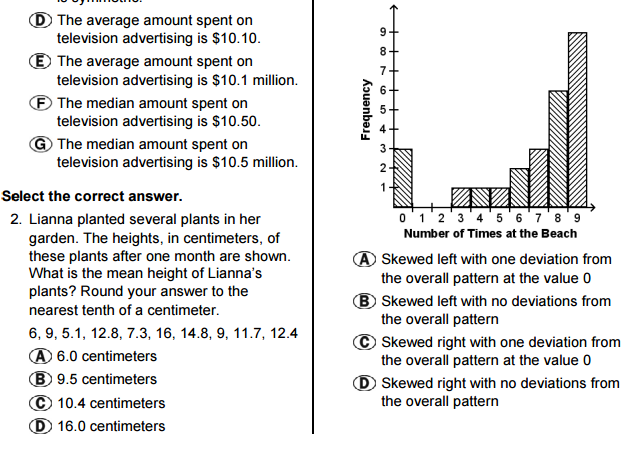 D The average amount spent on
television advertising is $10.10.
E The average amount spent on
television advertising is $10.1 million.
F The median amount spent on
television advertising is $10.50.
G The median amount spent on
television advertising is $10.5 million.
Select the correct answer.
2. Lianna planted several plants in her
garden. The heights, in centimeters, of
these plants after one month are shown.
What is the mean height of Lianna's
plants? Round your answer to the
nearest tenth of a centimeter.
6, 9, 5.1, 12.8, 7.3, 16, 14.8, 9, 11.7, 12.4
A 6.0 centimeters
B 9.5 centimeters
C 10.4 centimeters
D 16.0 centimeters
Frequency
9
8
7
6
5
4
3
2
1
0 1 2 3 4 5 6 7 8 9
Number of Times at the Beach
A Skewed left with one deviation from
the overall pattern at the value 0
B Skewed left with no deviations from
the overall pattern
C Skewed right with one deviation from
the overall pattern at the value 0
D Skewed right with no deviations from
the overall pattern